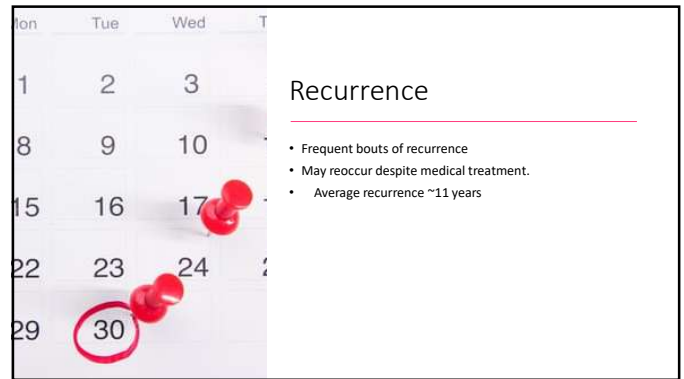 Mon Tue Wed T
1 2 3
8 9 10
15 16 17
22 23 24
29 30
Recurrence
• Frequent bouts of recurrence
• May reoccur despite medical treatment.
• Average recurrence ~11 years